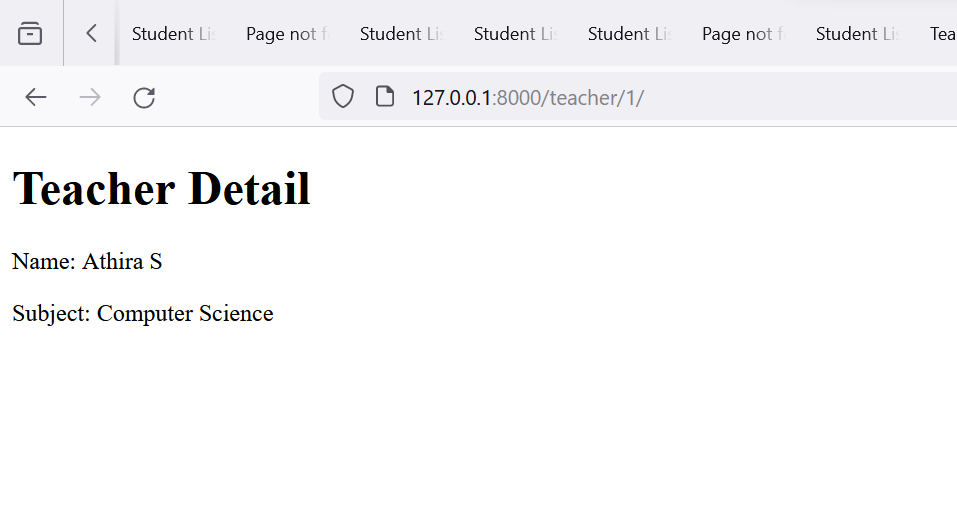 Student Li
Page not f
Student Li
Student Li
Student Li
Page not f
Student Lis
Tea
127.0.0.1:8000/teacher/1/
Teacher Detail
Name: Athira S
Subject: Computer Science